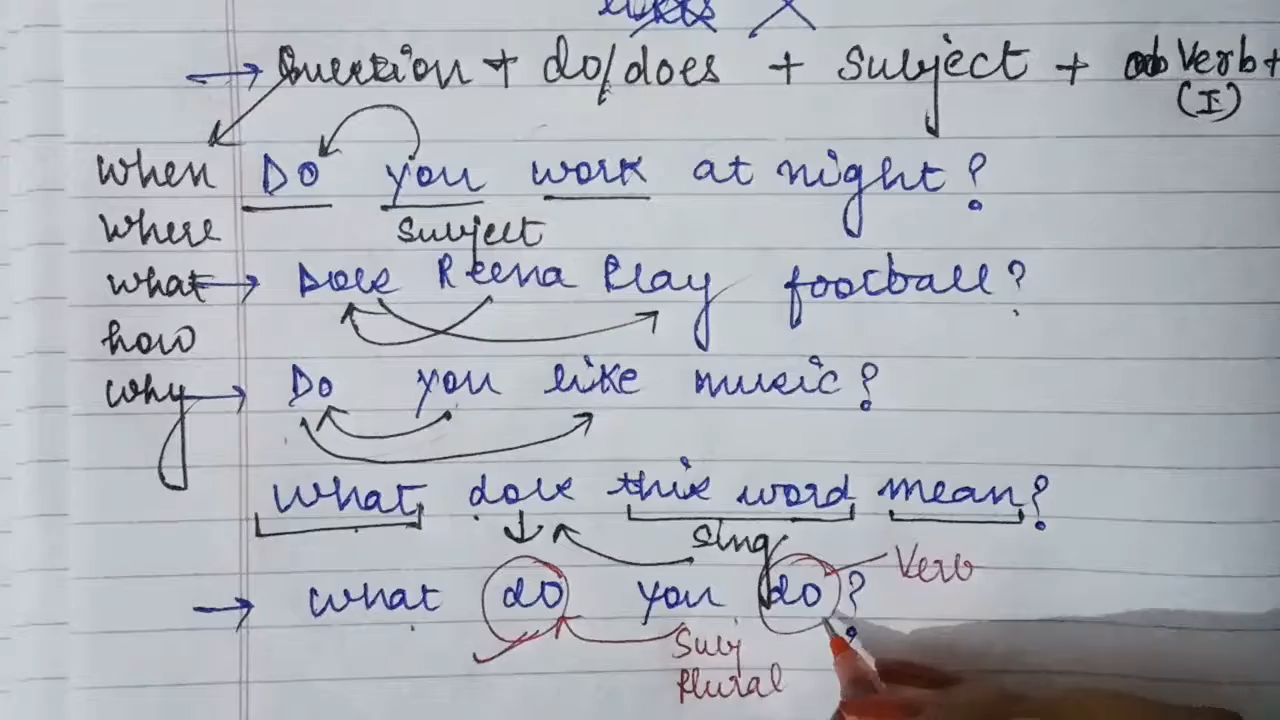 Question + do/does + subject + Verb +
(I)
when Do you work at night?
where subject
what → Does Reena Play football?
how
why → Do you like music?
What does this word mean?
sing
→ what do you do? Verb
Subj
Plural